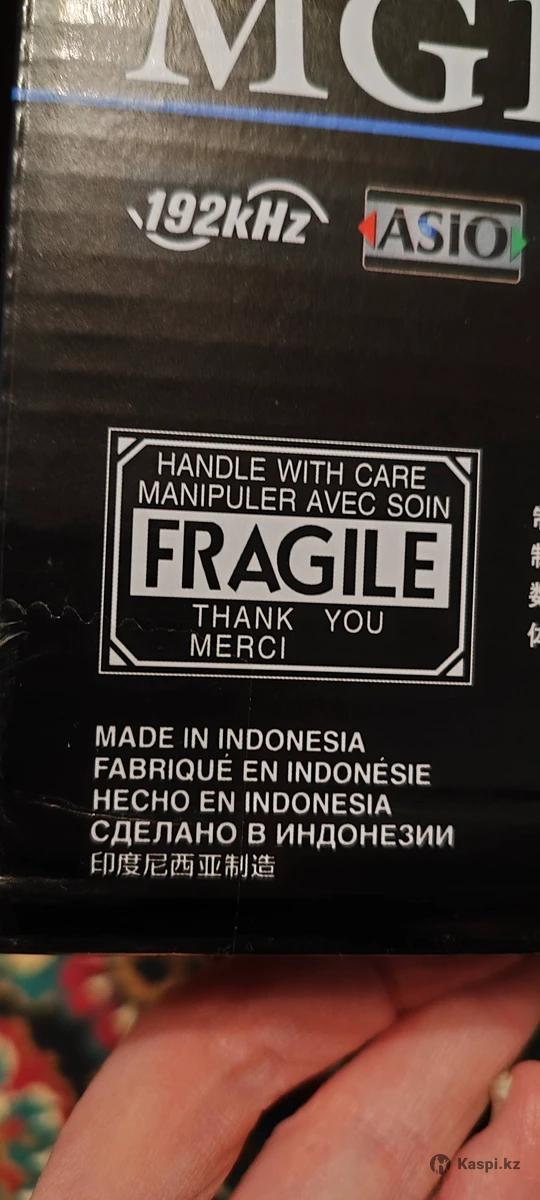 MG
192kHz
ASIO
HANDLE WITH CARE
MANIPULER AVEC SOIN
FRAGILE
THANK YOU
MERCI
MADE IN INDONESIA
FABRIQUÉ EN INDONÉSIE
HECHO EN INDONESIA
СДЕЛАНО В ИНДОНЕЗИИ
印度尼西亚制造
Kaspi.kz